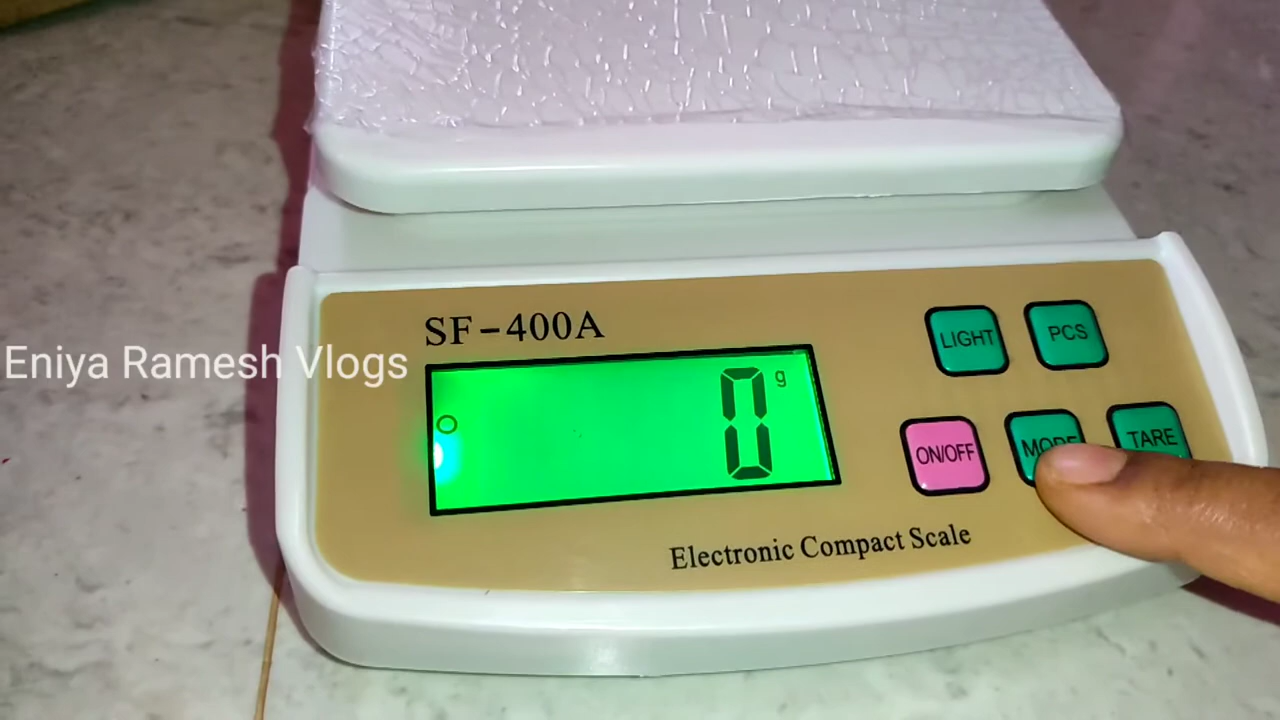 SF-400A
LIGHT
PCS
Eniya Ramesh Vlogs
0 g
ON/OFF
MODE
TARE
Electronic Compact Scale